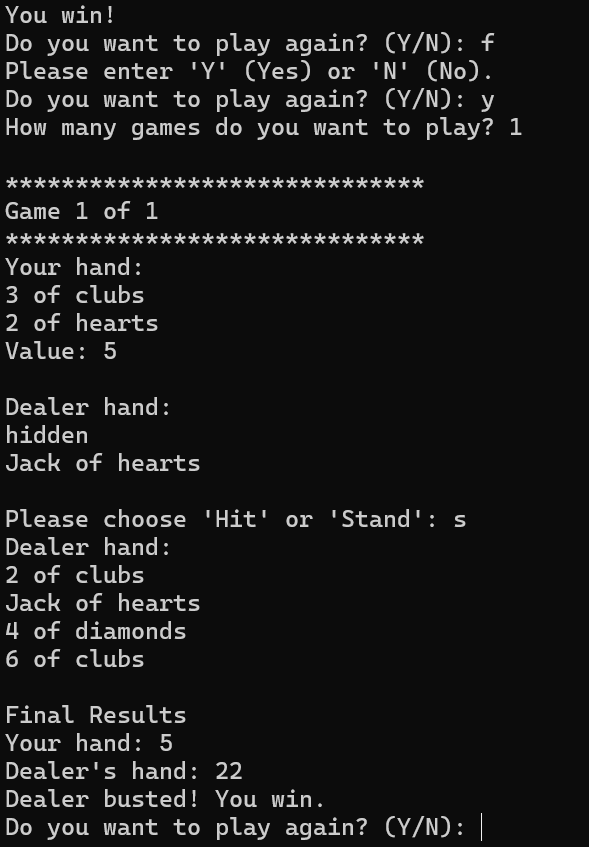 You win!
Do you want to play again? (Y/N): f
Please enter 'Y' (Yes) or 'N' (No).
Do you want to play again? (Y/N): y
How many games do you want to play? 1
******************************
Game 1 of 1
******************************
Your hand:
3 of clubs
2 of hearts
Value: 5
Dealer hand:
hidden
Jack of hearts
Please choose 'Hit' or 'Stand': s
Dealer hand:
2 of clubs
Jack of hearts
4 of diamonds
6 of clubs
Final Results
Your hand: 5
Dealer's hand: 22
Dealer busted! You win.
Do you want to play again? (Y/N):